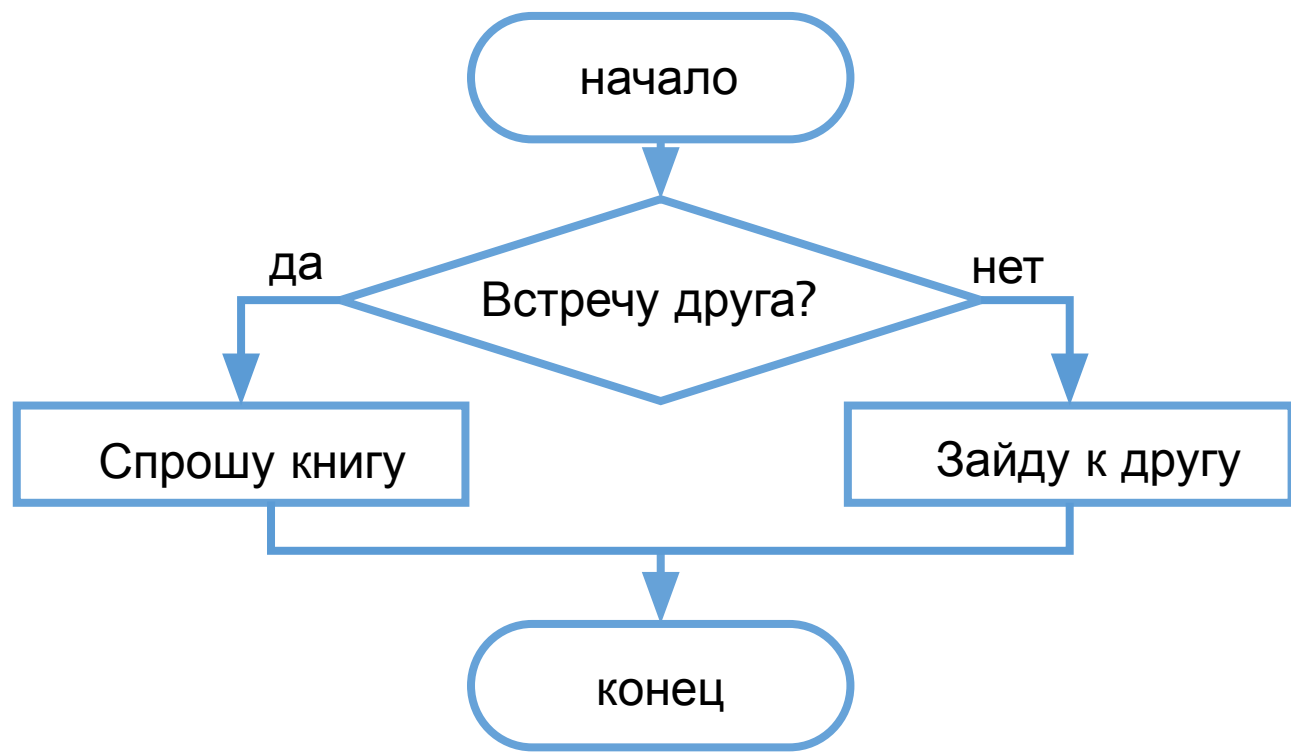 начало
да
нет
Встречу друга?
Спрошу книгу
Зайду к другу
конец